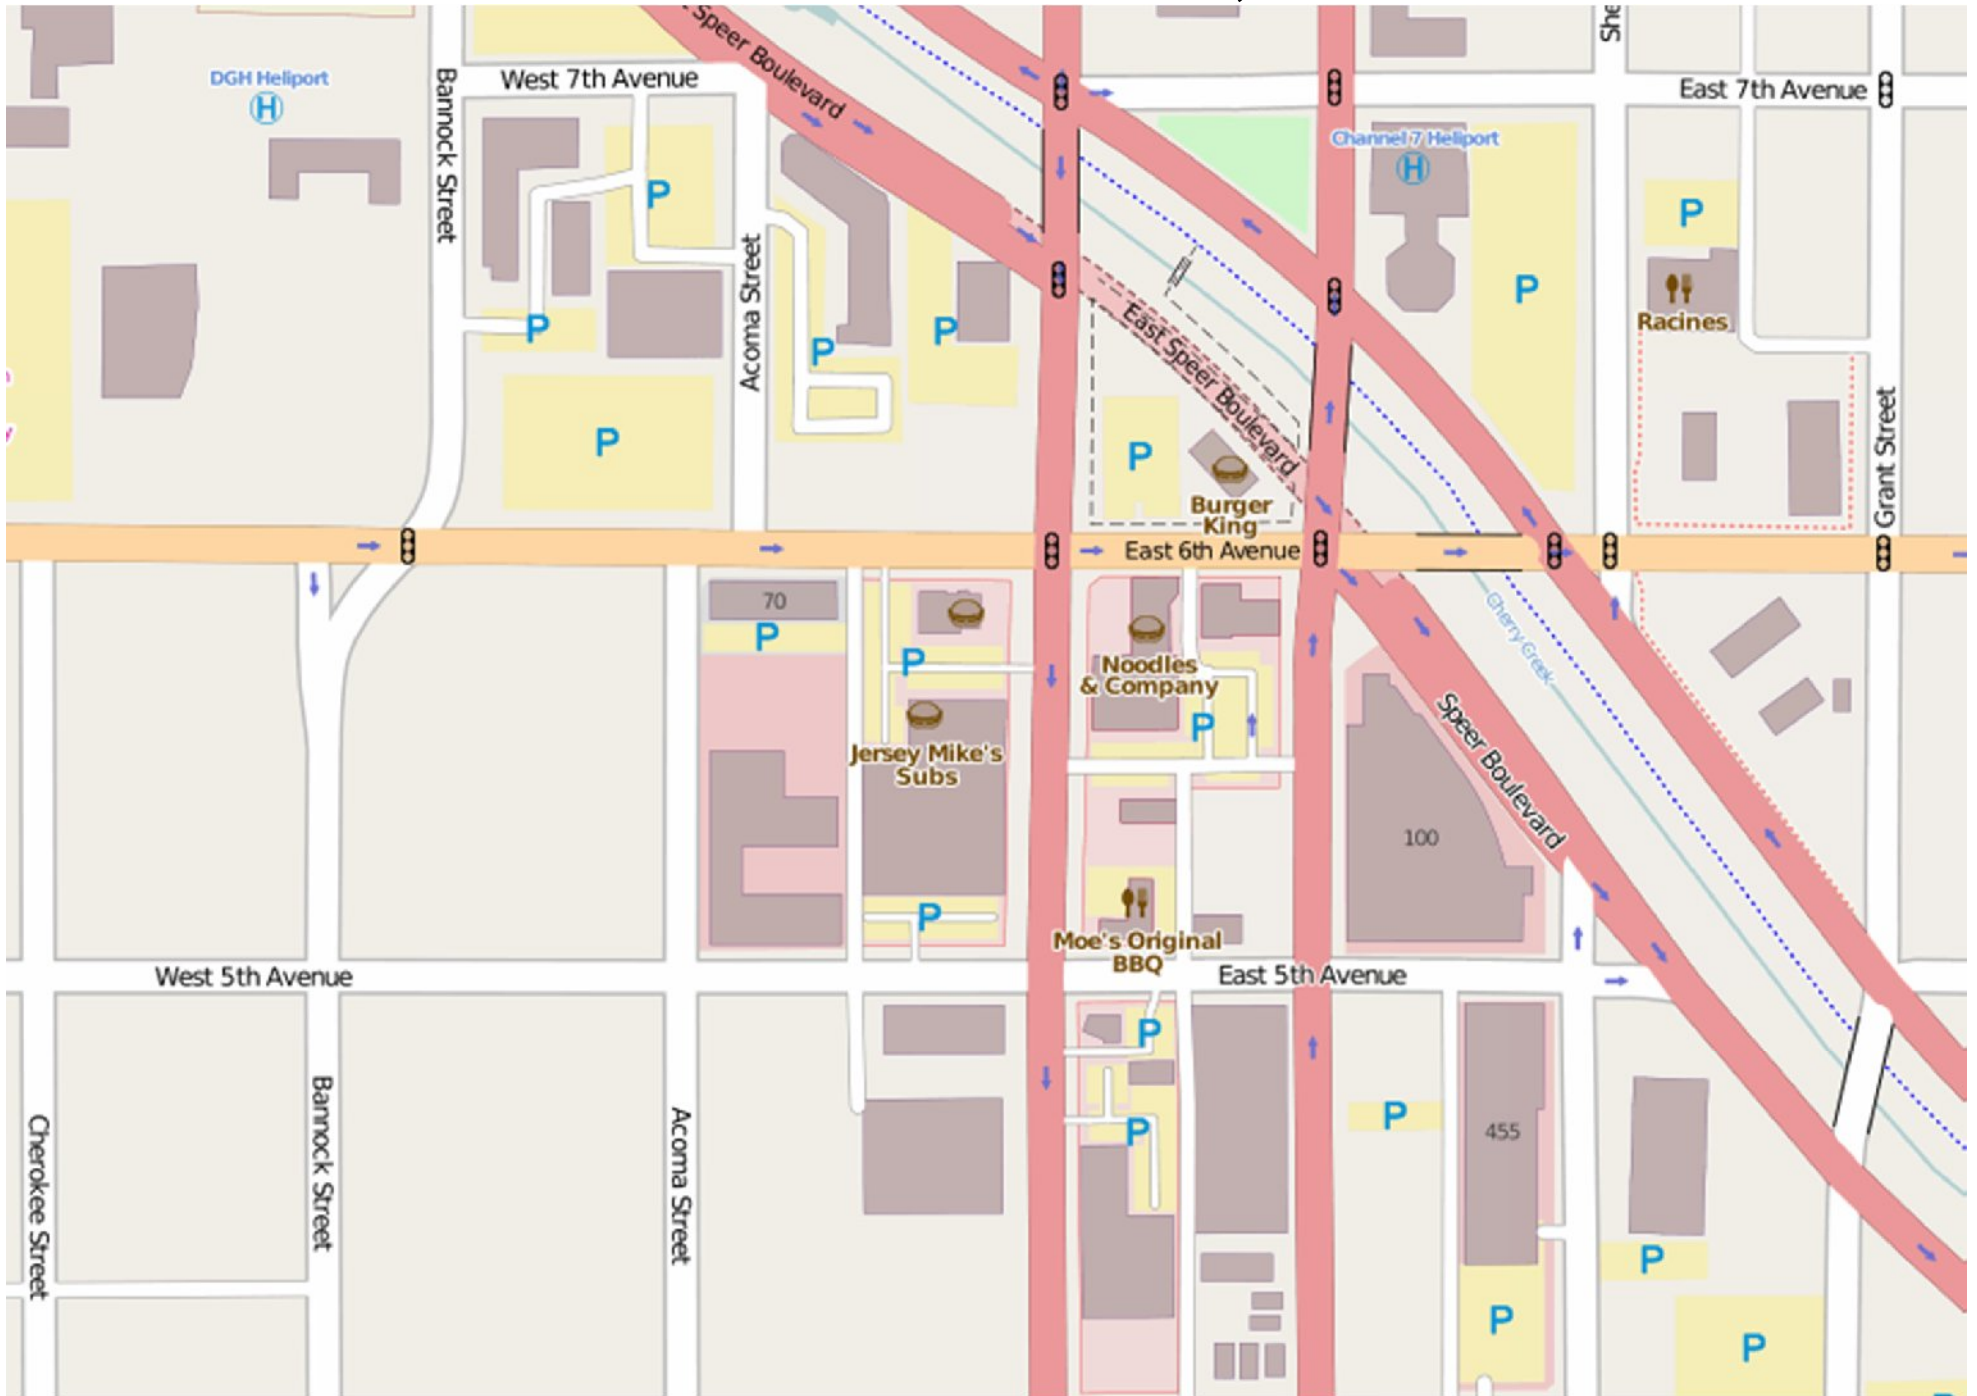 Speer Boulevard
She
DGH Heliport
H
Bannock Street
West 7th Avenue
East 7th Avenue
Channel 7 Heliport
H
P
P
Acoma Street
P
P
P
P
P
East Speer Boulevard
Racines
Grant Street
P
P
Burger
King
East 6th Avenue
70
P
P
Noodles
& Company
P
Cherry Creek
Jersey Mike's
Subs
Speer Boulevard
100
P
Moe's Original
BBQ
West 5th Avenue
East 5th Avenue
P
Cherokee Street
Bannock Street
Acoma Street
P
P
455
P
P
P